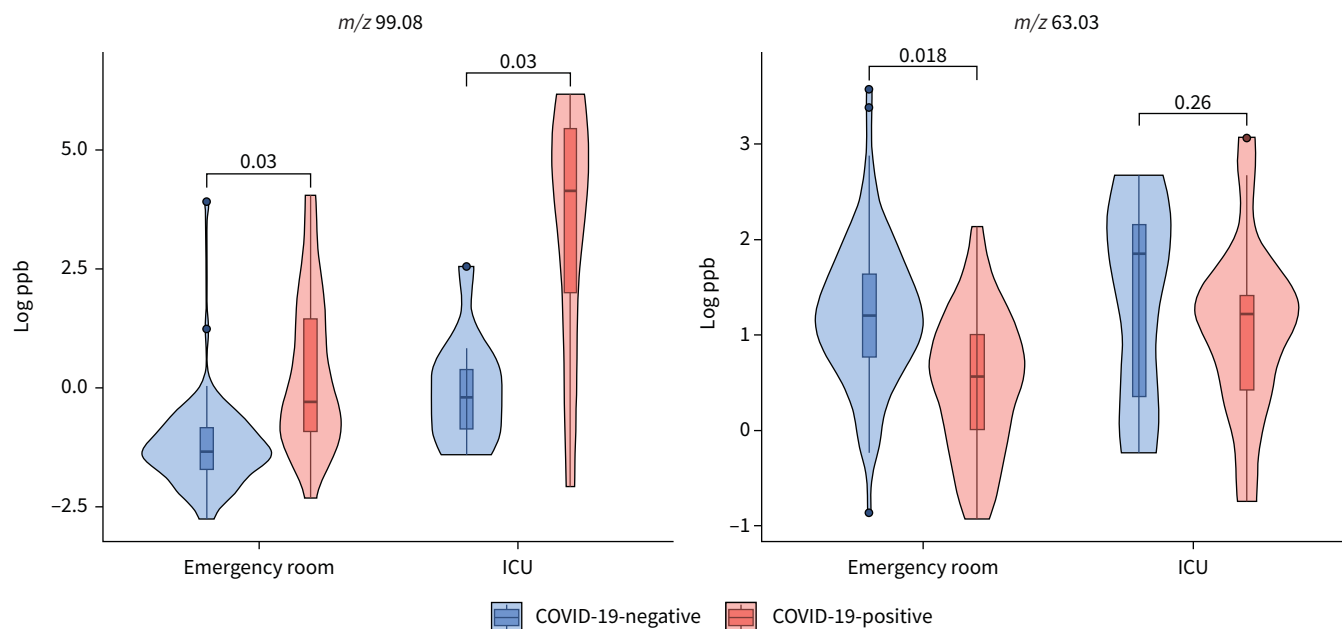 m/z 99.08
Log ppb
5.0
2.5
0.0
−2.5
0.03
0.03
Emergency room
ICU
m/z 63.03
Log ppb
3
2
1
0
−1
0.018
0.26
Emergency room
ICU
COVID-19-negative
COVID-19-positive